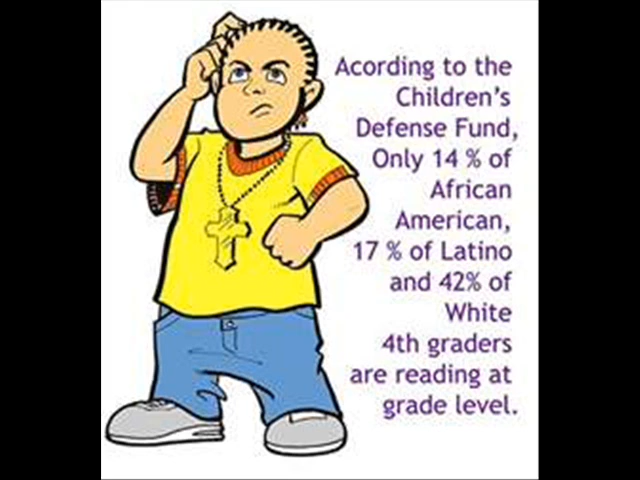 Acording to the
Children's
Defense Fund,
Only 14 % of
African
American,
17 % of Latino
and 42% of
White
4th graders
are reading at
grade level.